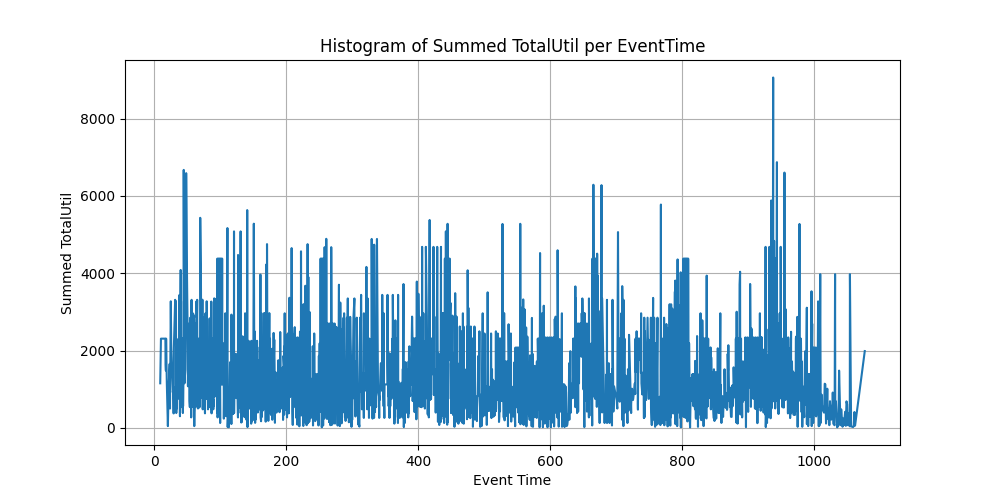 Histogram of Summed TotalUtil per EventTime
Summed TotalUtil
8000
6000
4000
2000
0
0 200 400 600 800 1000
Event Time